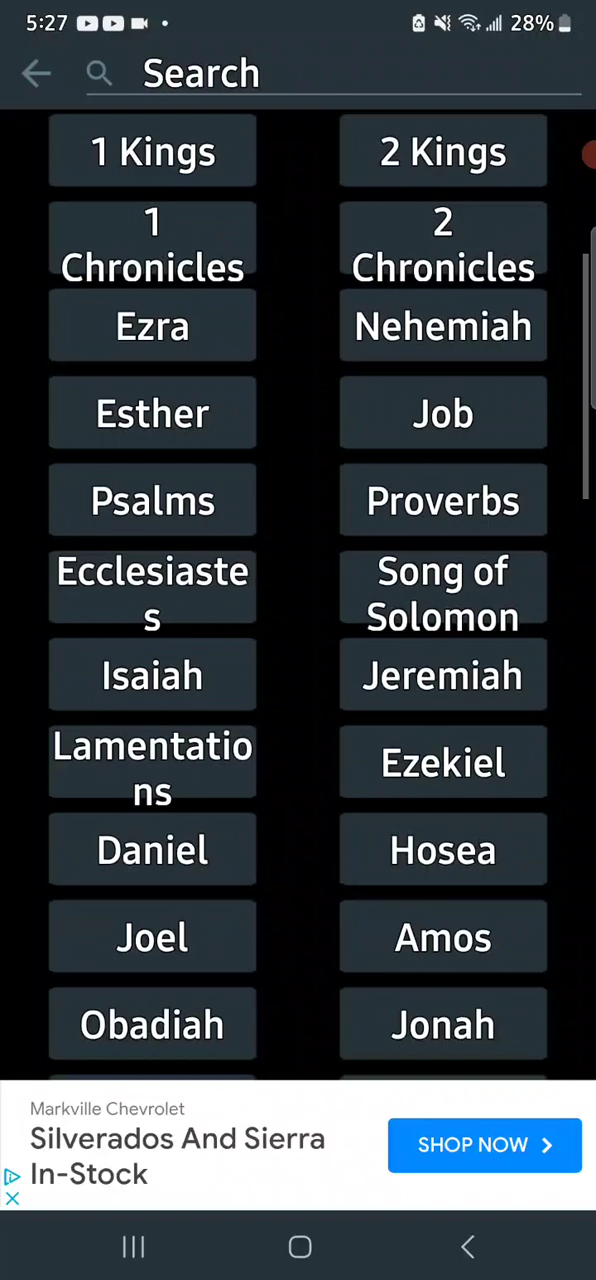 5:27
28%
Search
1 Kings
2 Kings
1
Chronicles
2
Chronicles
Ezra
Nehemiah
Esther
Job
Psalms
Proverbs
Ecclesiaste
s
Song of
Solomon
Isaiah
Jeremiah
Lamentatio
ns
Ezekiel
Daniel
Hosea
Joel
Amos
Obadiah
Jonah
Markville Chevrolet
Silverados And Sierra
In-Stock
SHOP NOW